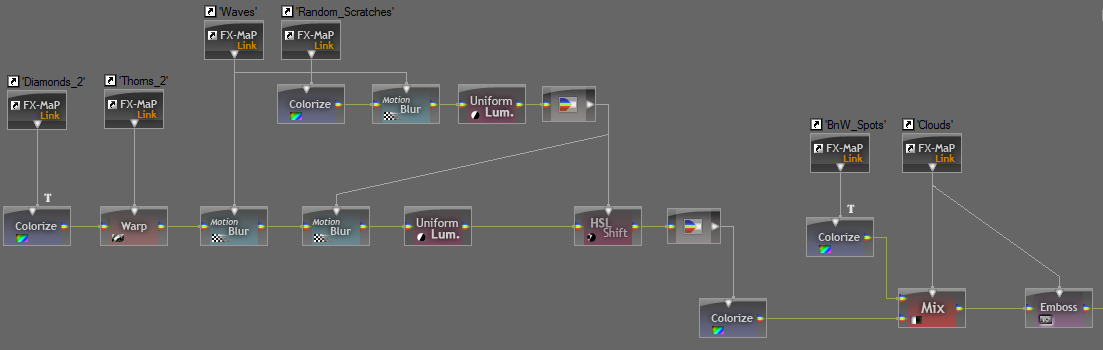 'Waves'
'Random_Scratches'
FX-MaP
Link
FX-MaP
Link
'Diamonds_2'
'Thorns_2'
FX-MaP
Link
FX-MaP
Link
Colorize
Motion
Blur
Uniform
Lum.
'BnW_Spots'
'Clouds'
FX-MaP
Link
FX-MaP
Link
T
Colorize
Warp
Motion
Blur
Motion
Blur
Uniform
Lum.
HSL
Shift
T
Colorize
Colorize
Mix
Emboss